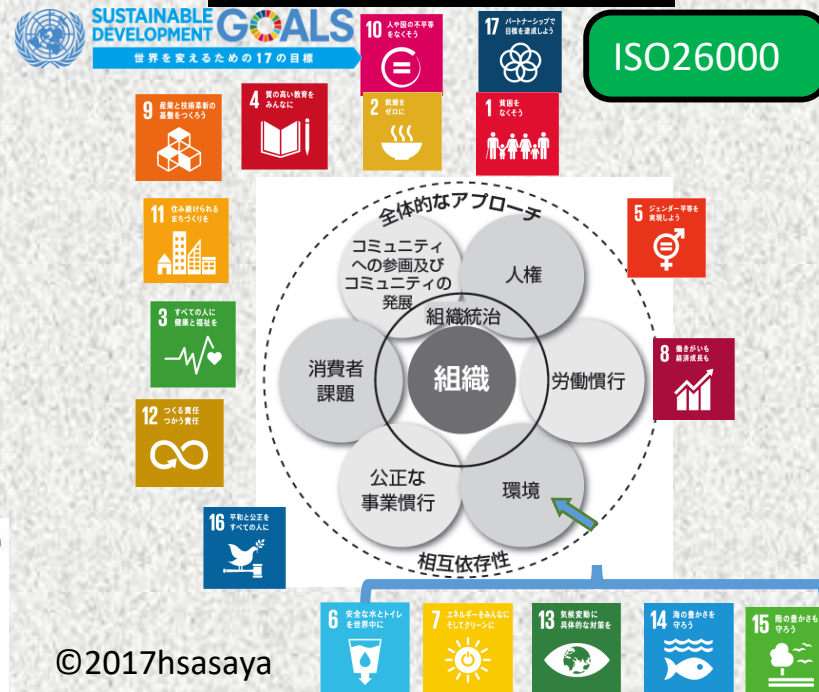 SUSTAINABLE
DEVELOPMENT
GOALS
世界を変えるための17の目標
10 人や国の不平等
をなくそう
17 パートナーシップで
目標を達成しよう
ISO26000
9 産業と技術革新の
基盤をつくろう
4 質の高い教育を
みんなに
2 飢餓を
ゼロに
1 貧困を
なくそう
11 住み続けられる
まちづくりを
5 ジェンダー平等を
実現しよう
3 すべての人に
健康と福祉を
8 働きがいも
経済成長も
12 つくる責任
つかう責任
16 平和と公正を
すべての人に
全体的なアプローチ
コミュニティ
への参画及び
コミュニティの
発展
人権
組織統治
消費者
課題
組織
労働慣行
公正な
事業慣行
環境
相互依存性
6 安全な水とトイレ
を世界中に
7 エネルギーをみんなに
そしてクリーンに
13 気候変動に
具体的な対策を
14 海の豊かさを
守ろう
15 陸の豊かさも
守ろう
©2017hsasaya